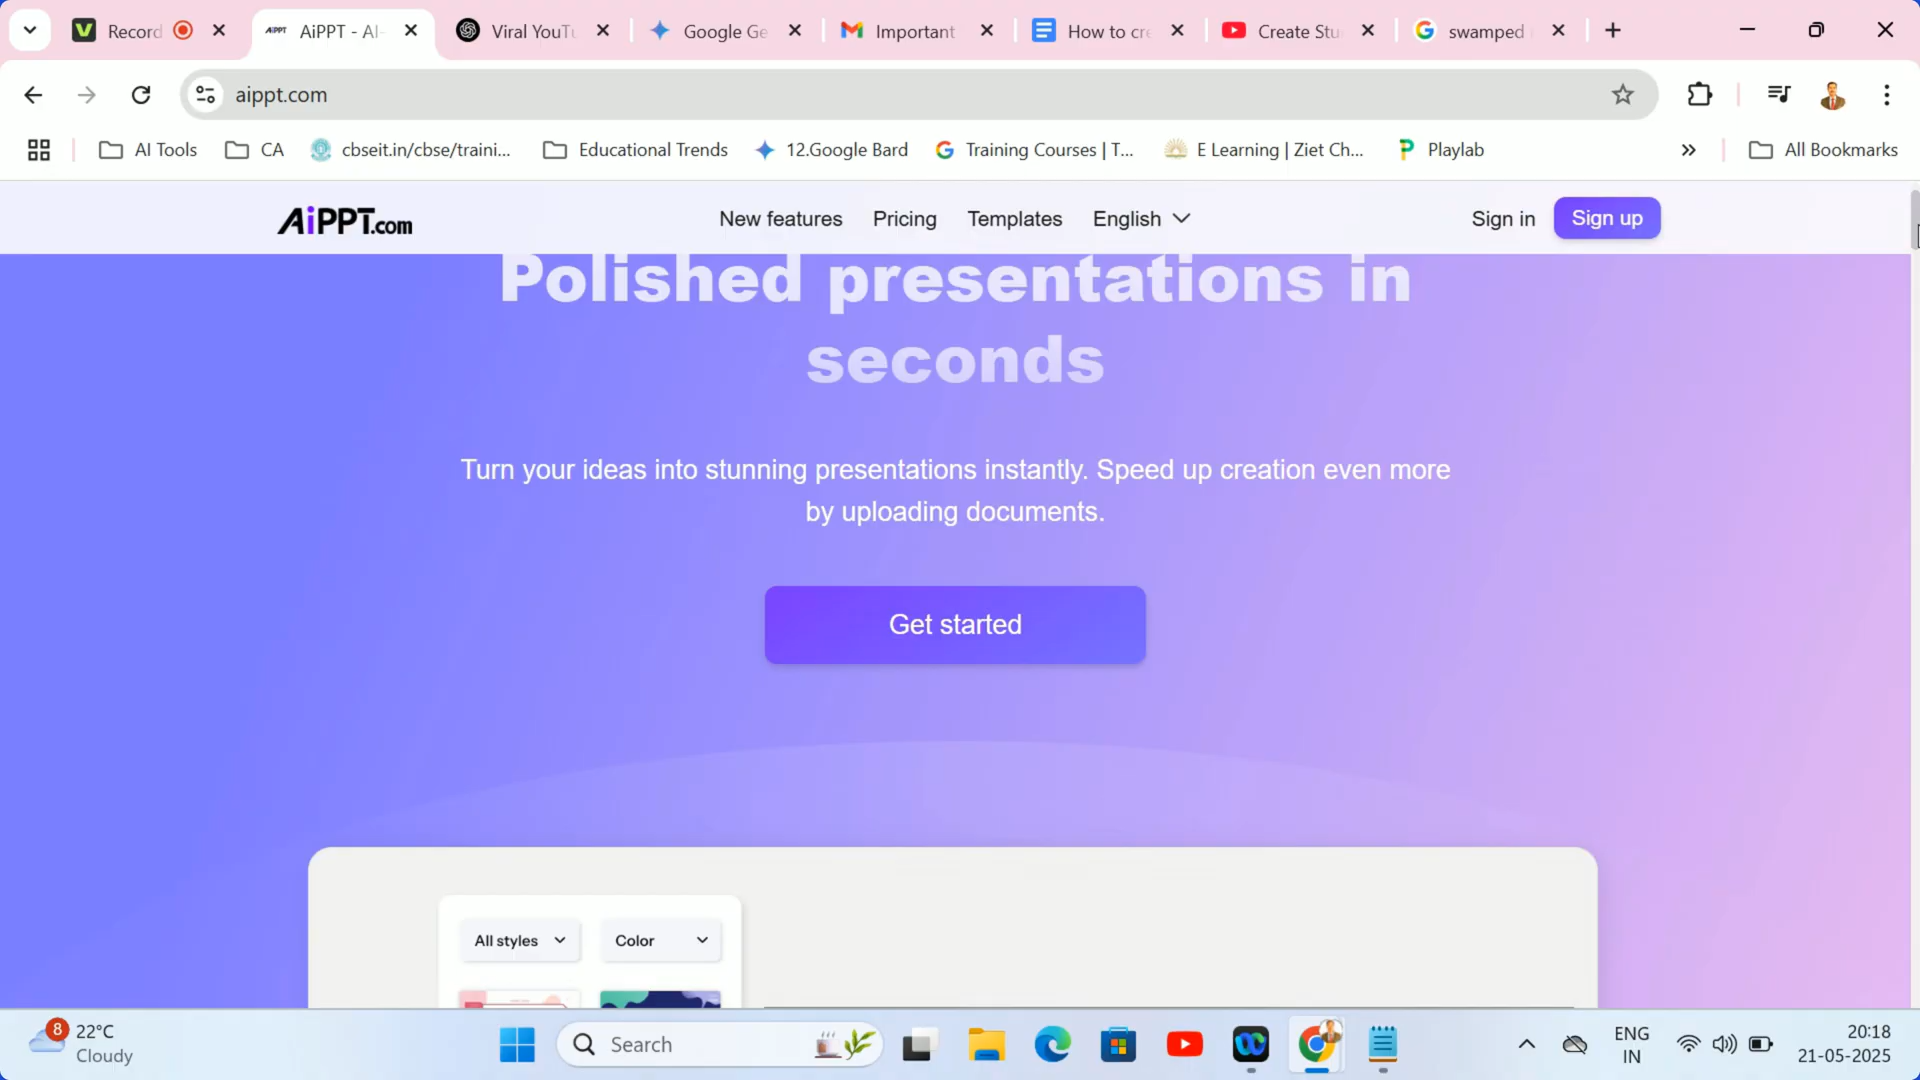 Record
AiPPT - AI-
Viral YouTu
Google Ge
Important
How to cre
Create Stu
swamped
aippt.com
AI Tools
CA
cbseit.in/cbse/traini...
Educational Trends
12.Google Bard
Training Courses | T...
E Learning | Ziet Ch...
Playlab
All Bookmarks
AiPPT.com
New features
Pricing
Templates
English
Sign in
Sign up
Polished presentations in
seconds
Turn your ideas into stunning presentations instantly. Speed up creation even more
by uploading documents.
Get started
All styles
Color
8
22°C
Cloudy
Search
ENG
IN
20:18
21-05-2025